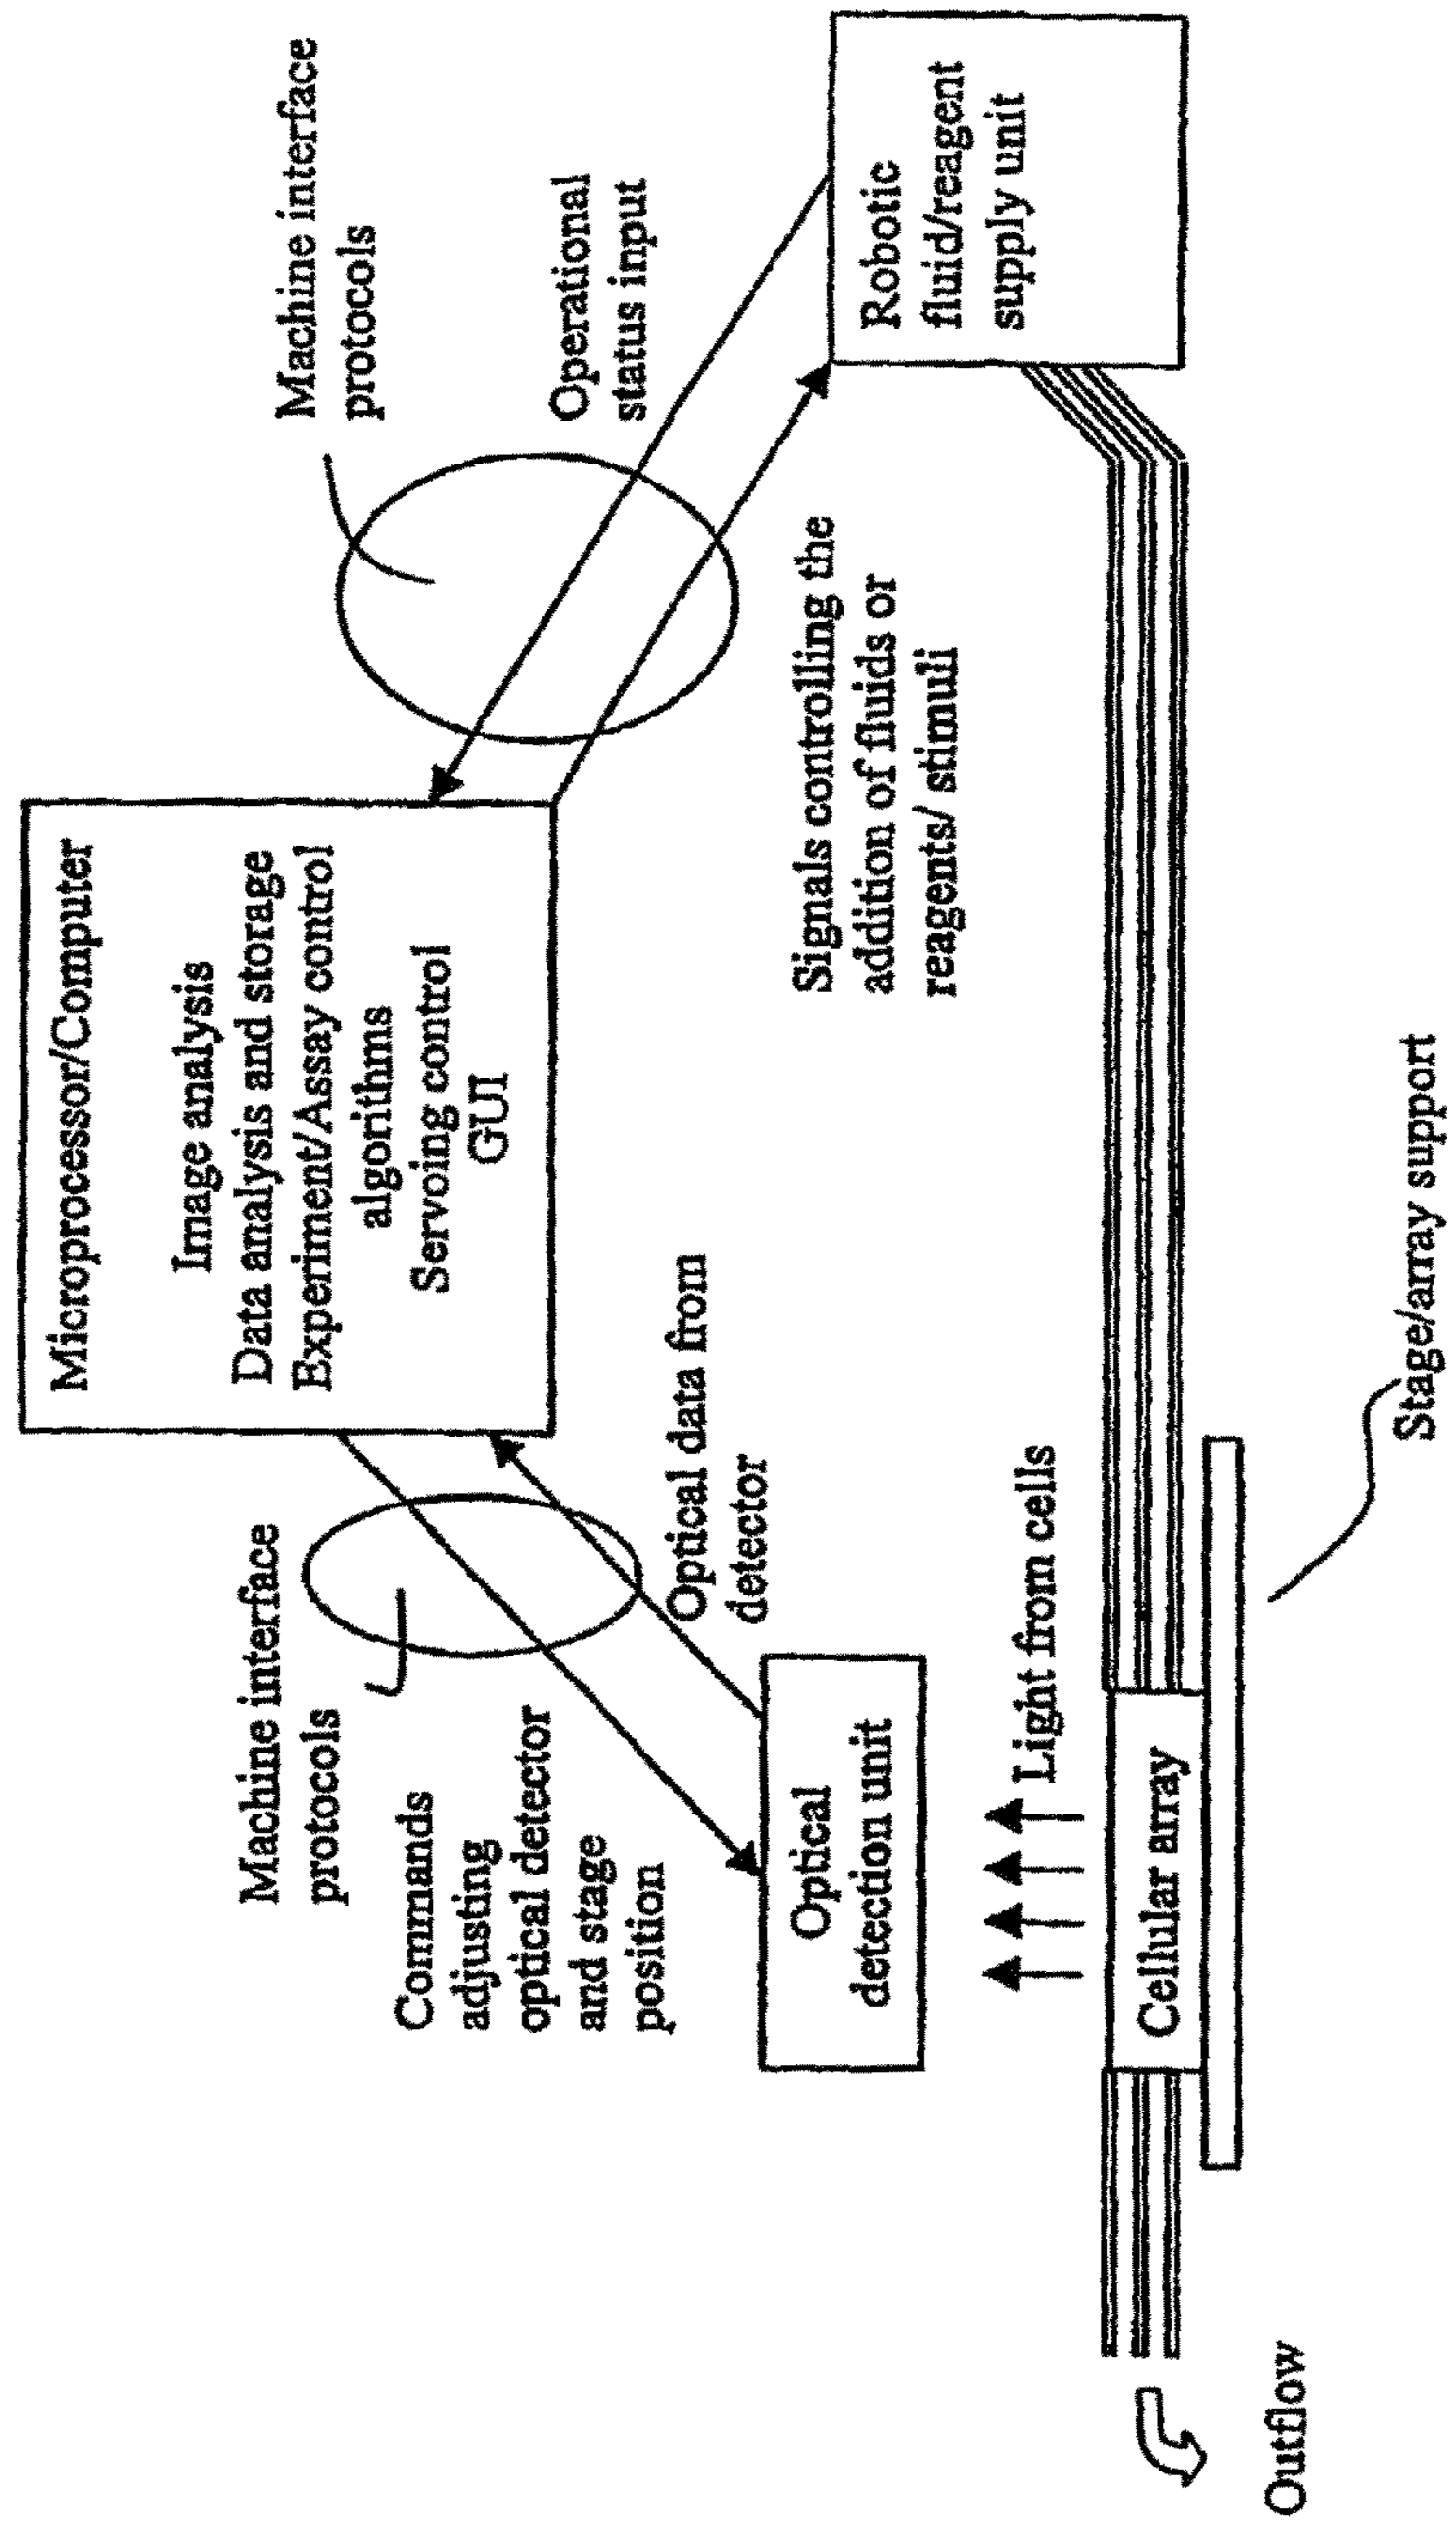 Microprocessor/Computer
Image analysis
Data analysis and storage
Experiment/Assay control
algorithms
Servoing control
GUI
Machine interface
protocols
Operational
status input
Machine interface
protocols
Commands
adjusting
optical detector
and stage
position
Optical data from
detector
Signals controlling the
addition of fluids or
reagents/ stimuli
Robotic
fluid/reagent
supply unit
Optical
detection unit
Light from cells
Cellular array
Outflow
Stage/array support